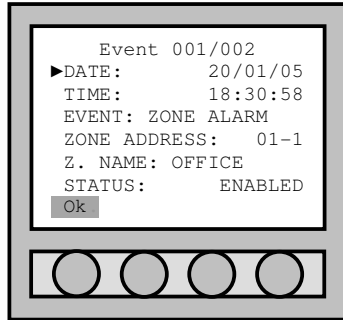 Event 001/002
►DATE: 20/01/05
TIME: 18:30:58
EVENT: ZONE ALARM
ZONE ADDRESS: 01-1
Z. NAME: OFFICE
STATUS: ENABLED
Ok